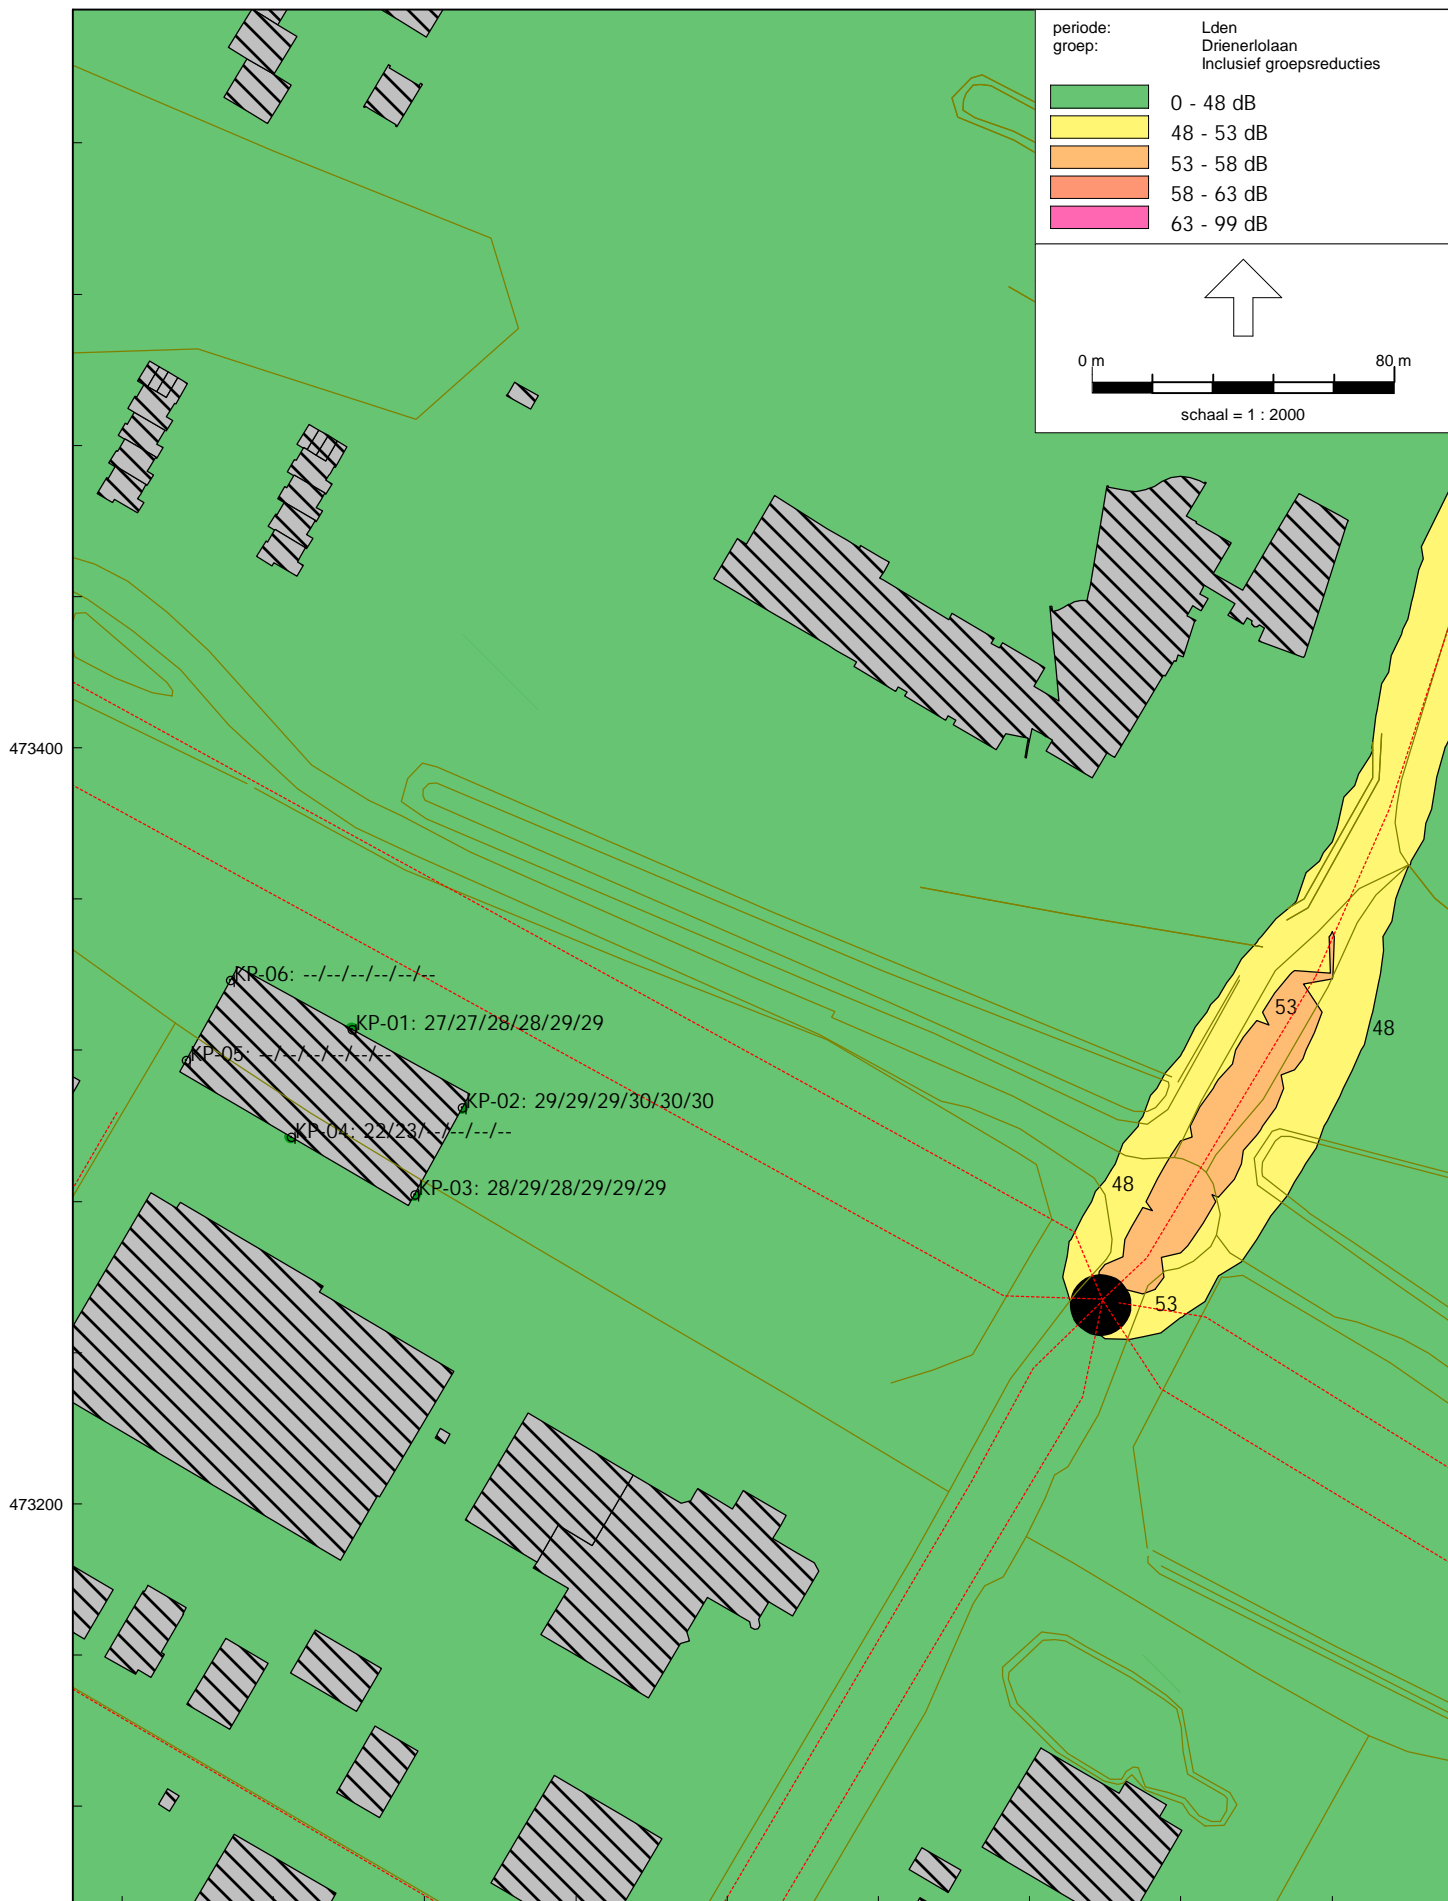 periode: Lden
groep: Drienerlolaan
Inclusief groepsreducties
0 - 48 dB
48 - 53 dB
53 - 58 dB
58 - 63 dB
63 - 99 dB
0 m 80 m
schaal = 1 : 2000
473400
KP-06: --/--/--/--/--/--
53
KP-01: 27/27/28/28/29/29
48
KP-05: --/--/--/--/--/--
KP-02: 29/29/29/30/30/30
KP-04: 22/23/--/--/--/--
48
KP-03: 28/29/28/29/29/29
53
473200